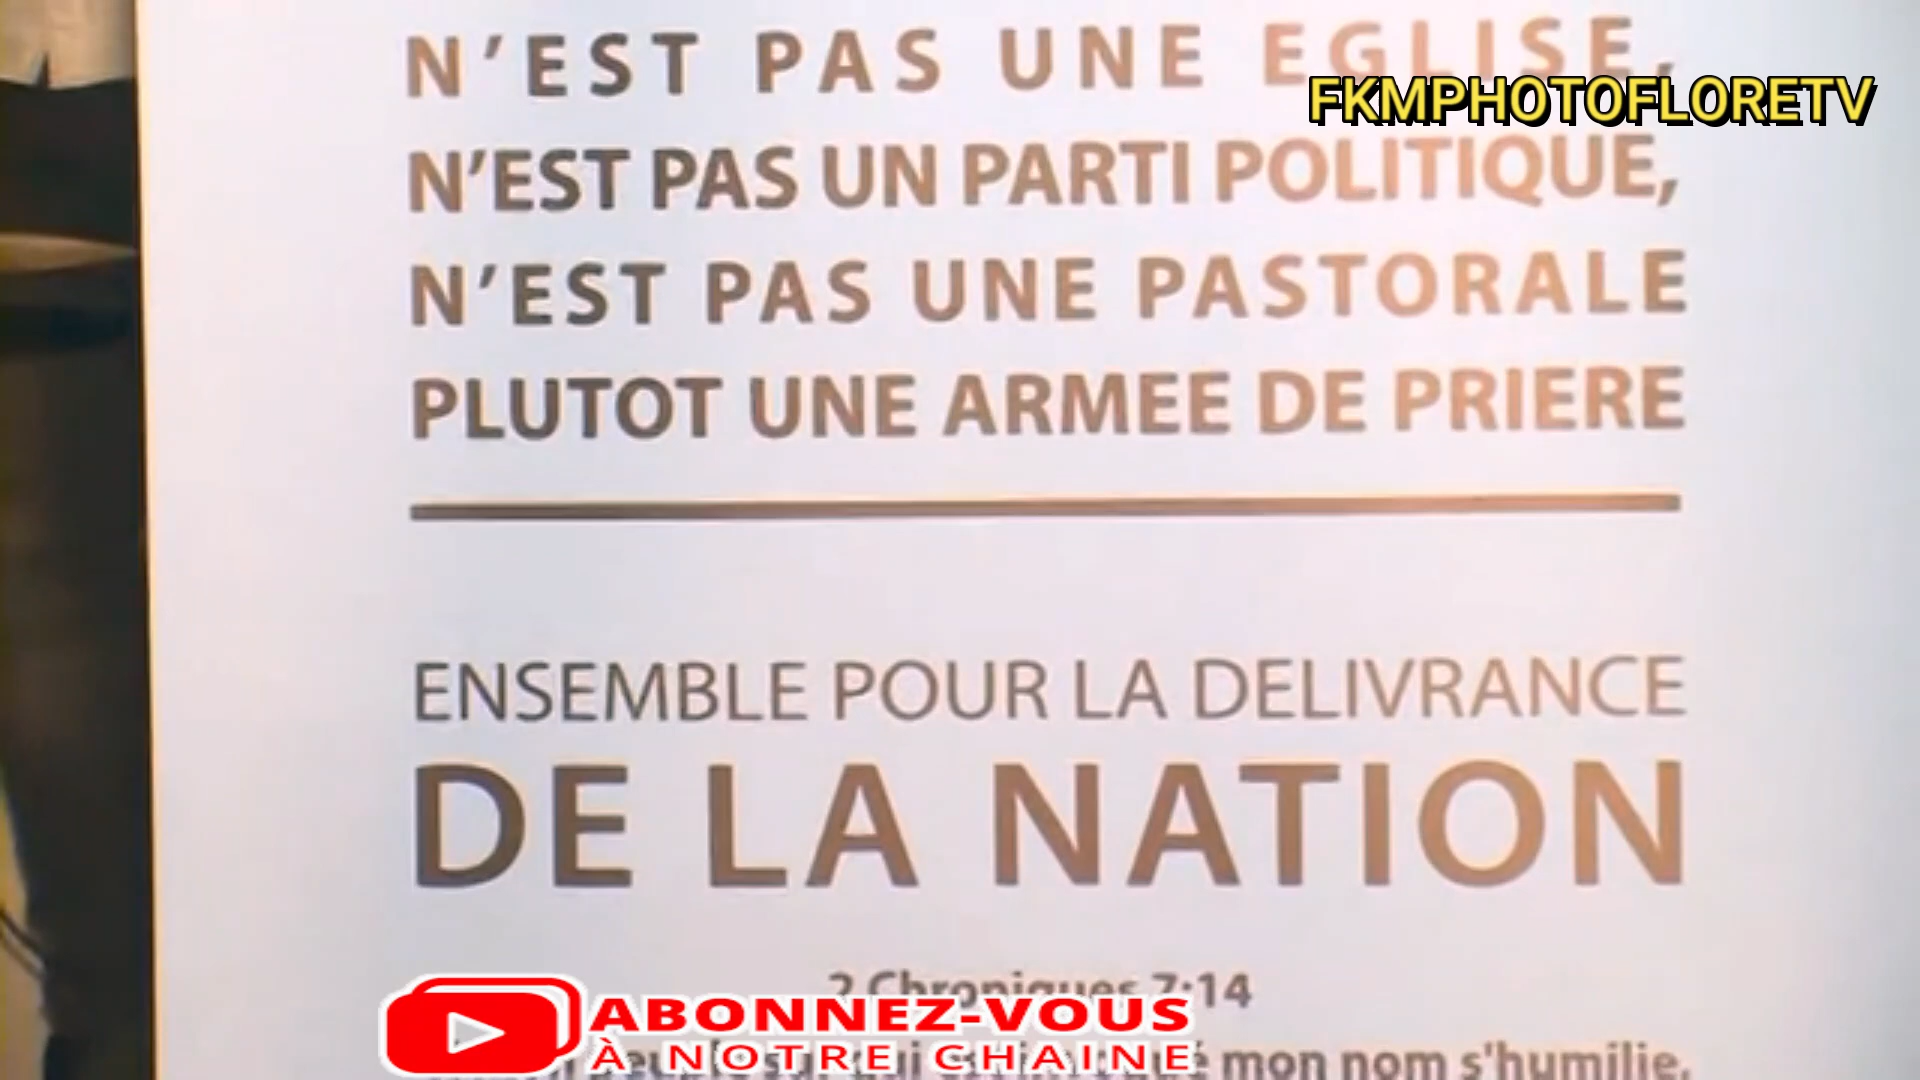 N'EST PAS UNE EGLISE,
FKMPHOTOFLORETV
N'EST PAS UN PARTI POLITIQUE,
N'EST PAS UNE PASTORALE
PLUTOT UNE ARMEE DE PRIERE
ENSEMBLE POUR LA DELIVRANCE
DE LA NATION
2 Chroniques 7:14
ABONNEZ-VOUS
À NOTRE CHAINE
mon nom s'humilie,